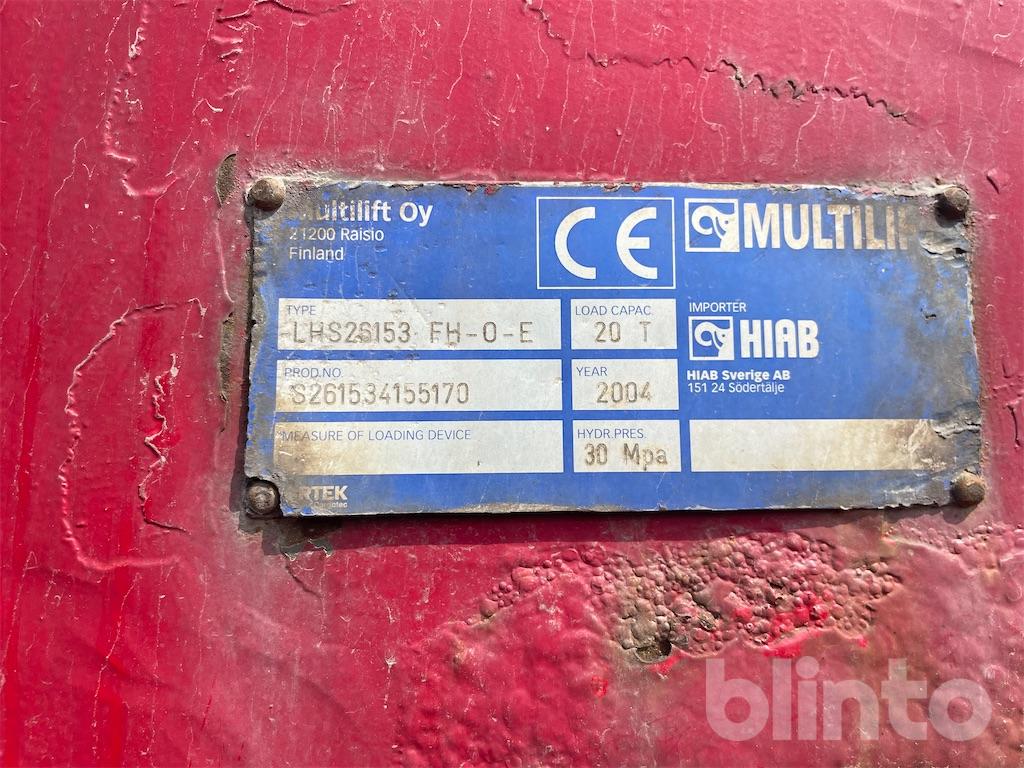 Multilift Oy
21200 Raisio
Finland
CE
MULTILIF
TYPE
LHS26153 FH-O-E
LOAD CAPAC.
20 T
IMPORTER
HIAB
PROD.NO.
S261534155170
YEAR
2004
HIAB Sverige AB
151 24 Södertälje
MEASURE OF LOADING DEVICE
HYDR.PRES.
30 Mpa
RTEK
blinto